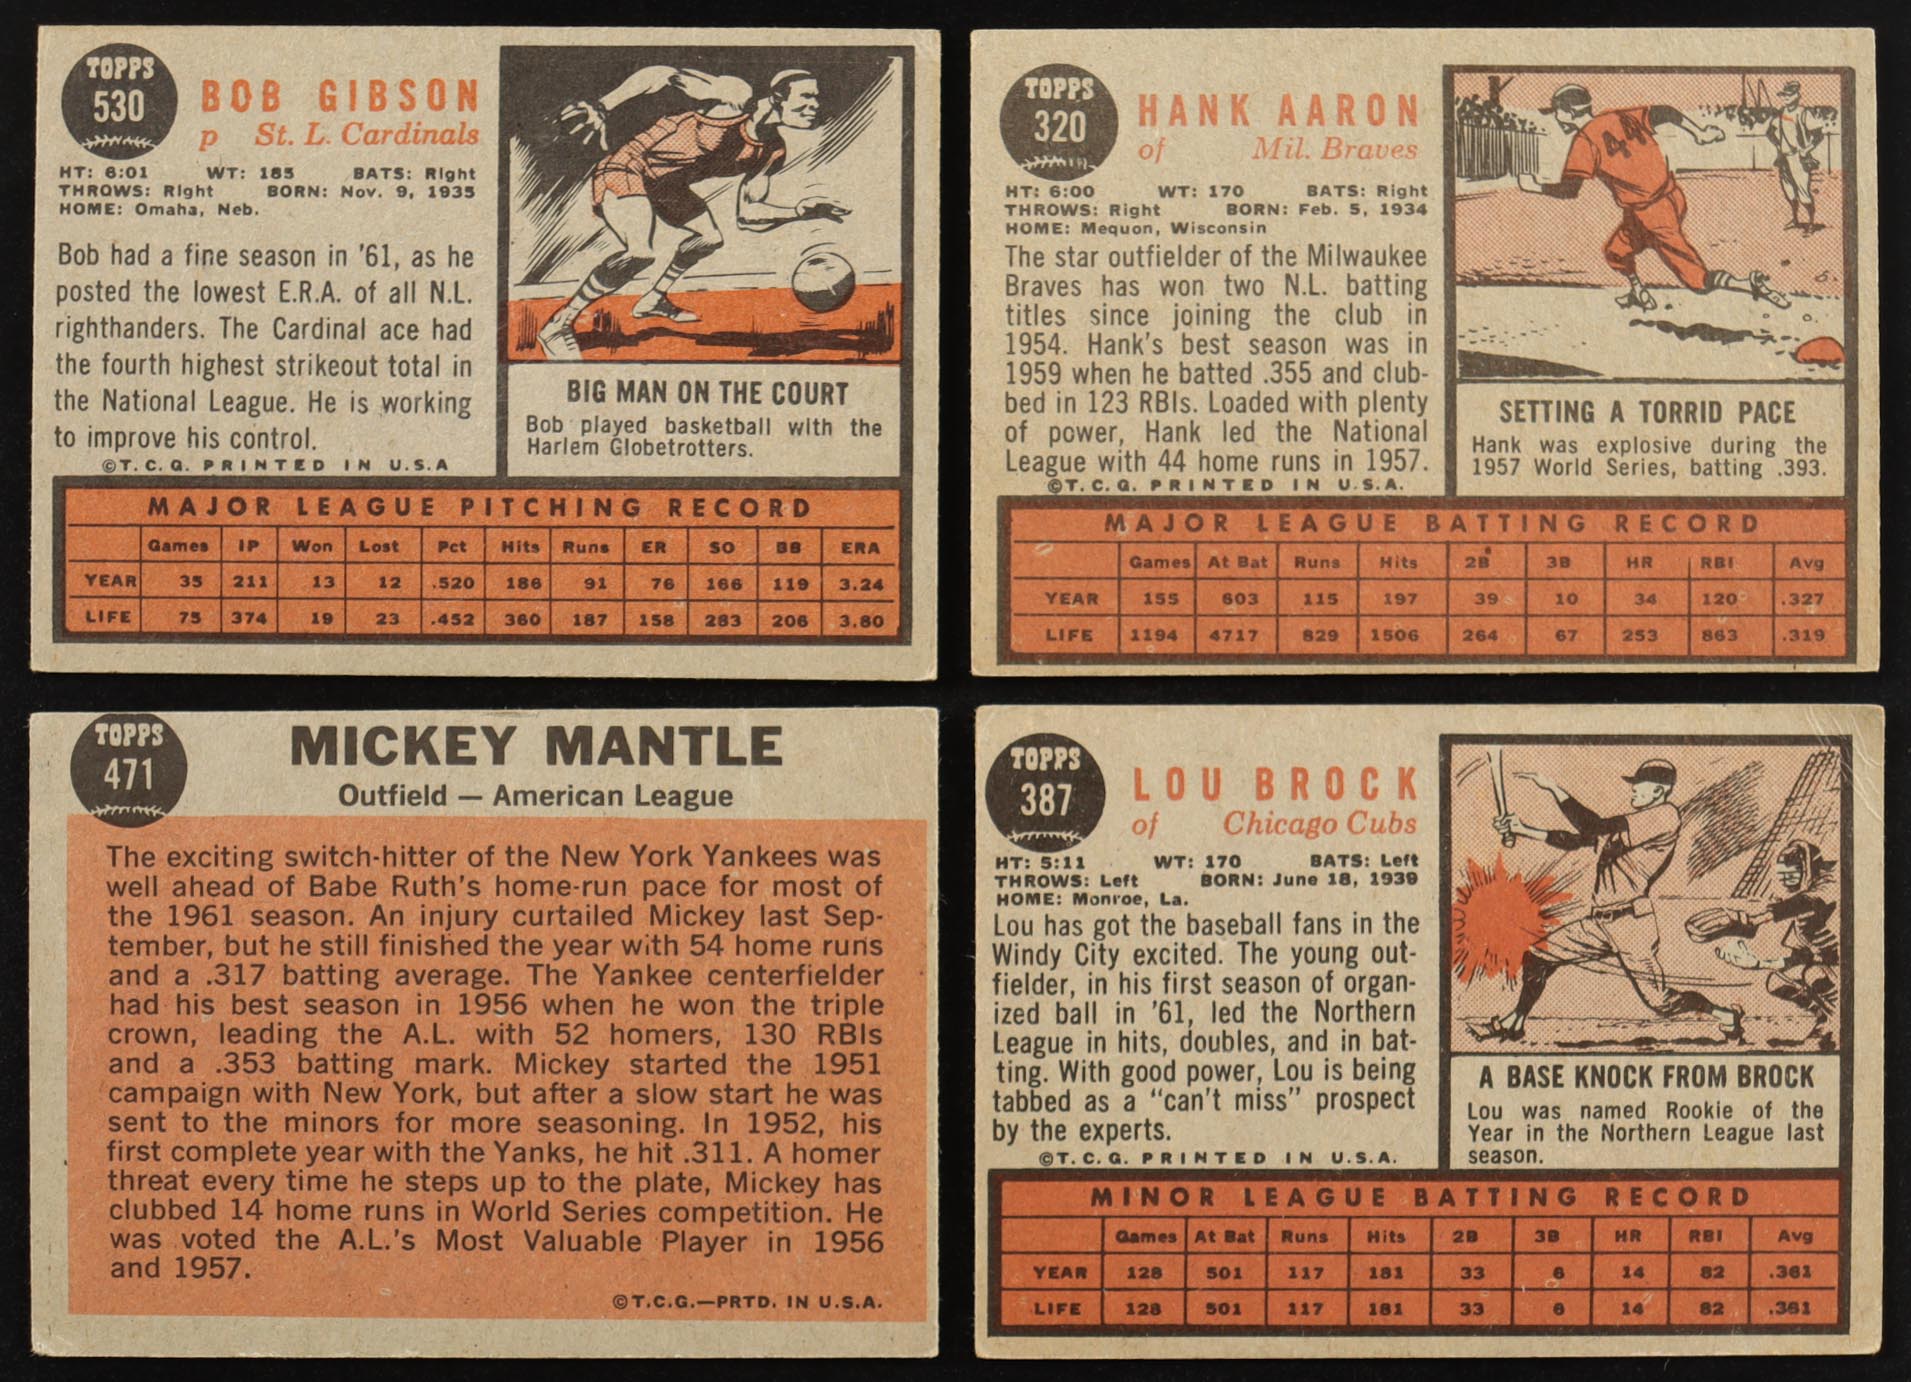 TOPPS
530
BOB GIBSON
p St. L. Cardinals
HT: 6:01 WT: 185 BATS: Right
THROWS: Right BORN: Nov. 9, 1935
HOME: Omaha, Neb.
Bob had a fine season in '61, as he
posted the lowest E.R.A. of all N.L.
righthanders. The Cardinal ace had
the fourth highest strikeout total in
the National League. He is working
to improve his control.
©T.C.G. PRINTED IN U.S.A
BIG MAN ON THE COURT
Bob played basketball with the
Harlem Globetrotters.
MAJOR LEAGUE PITCHING RECORD
Games IP Won Lost Pct Hits Runs ER SO BB ERA
YEAR 35 211 13 12 .520 186 91 76 166 119 3.24
LIFE 75 374 19 23 .452 360 187 158 283 206 3.80
TOPPS
320
HANK AARON
of Mil. Braves
HT: 6:00 WT: 170 BATS: Right
THROWS: Right BORN: Feb. 5, 1934
HOME: Mequon, Wisconsin
The star outfielder of the Milwaukee
Braves has won two N.L. batting
titles since joining the club in
1954. Hank's best season was in
1959 when he batted .355 and club-
bed in 123 RBIs. Loaded with plenty
of power, Hank led the National
League with 44 home runs in 1957.
©T.C.G. PRINTED IN U.S.A.
44
SETTING A TORRID PACE
Hank was explosive during the
1957 World Series, batting .393.
MAJOR LEAGUE BATTING RECORD
Games At Bat Runs Hits 2B 3B HR RBI Avg
YEAR 155 603 115 197 39 10 34 120 .327
LIFE 1194 4717 829 1506 264 67 253 863 .319
TOPPS
471
MICKEY MANTLE
Outfield — American League
The exciting switch-hitter of the New York Yankees was
well ahead of Babe Ruth's home-run pace for most of
the 1961 season. An injury curtailed Mickey last Sep-
tember, but he still finished the year with 54 home runs
and a .317 batting average. The Yankee centerfielder
had his best season in 1956 when he won the triple
crown, leading the A.L. with 52 homers, 130 RBIs
and a .353 batting mark. Mickey started the 1951
campaign with New York, but after a slow start he was
sent to the minors for more seasoning. In 1952, his
first complete year with the Yanks, he hit .311. A homer
threat every time he steps up to the plate, Mickey has
clubbed 14 home runs in World Series competition. He
was voted the A.L.'s Most Valuable Player in 1956
and 1957.
©T.C.G.—PRTD. IN U.S.A.
TOPPS
387
LOU BROCK
of Chicago Cubs
HT: 5:11 WT: 170 BATS: Left
THROWS: Left BORN: June 18, 1939
HOME: Monroe, La.
Lou has got the baseball fans in the
Windy City excited. The young out-
fielder, in his first season of organ-
ized ball in '61, led the Northern
League in hits, doubles, and in bat-
ting. With good power, Lou is being
tabbed as a "can't miss" prospect
by the experts.
©T.C.G. PRINTED IN U.S.A.
A BASE KNOCK FROM BROCK
Lou was named Rookie of the
Year in the Northern League last
season.
MINOR LEAGUE BATTING RECORD
Games At Bat Runs Hits 2B 3B HR RBI Avg
YEAR 128 501 117 181 33 6 14 82 .361
LIFE 128 501 117 181 33 6 14 82 .361